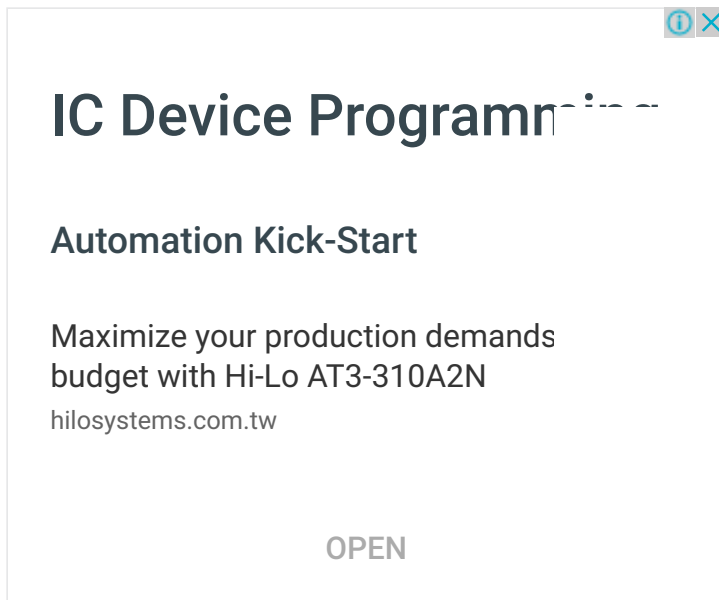 IC Device Programming
Automation Kick-Start
Maximize your production demands
budget with Hi-Lo AT3-310A2N
hilosystems.com.tw
OPEN